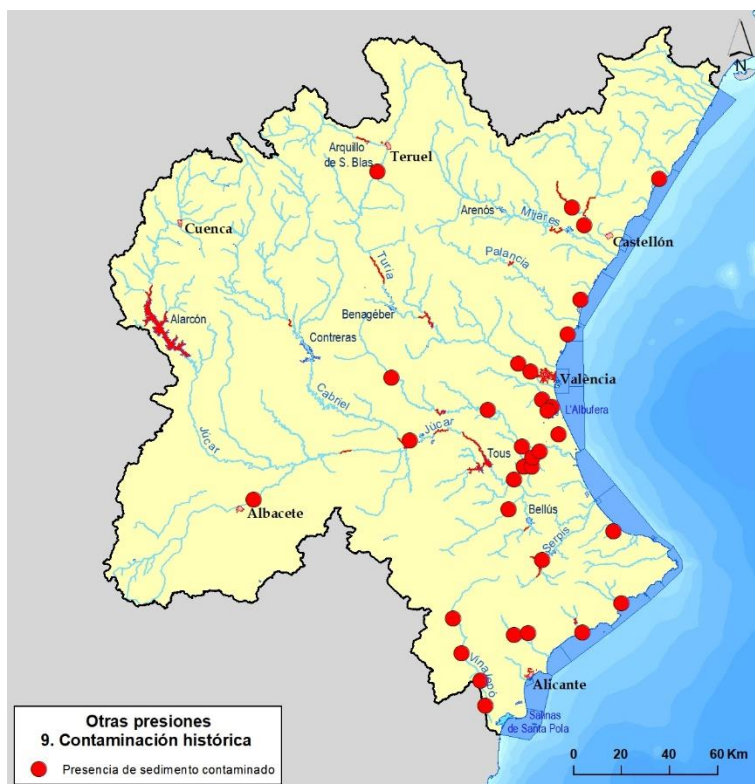 N
Arquillo
de S. Blas
Teruel
Cuenca
Arenós
Mijares
Castellón
Palancia
Turia
Alarcón
Benagéber
Contreras
València
Cabriel
L'Albufera
Júcar
Júcar
Tous
Albacete
Bellús
Serpis
Vinalopó
Alicante
Salinas
de Santa Pola
Otras presiones
9. Contaminación histórica
Presencia de sedimento contaminado
0 20 40 60 Km